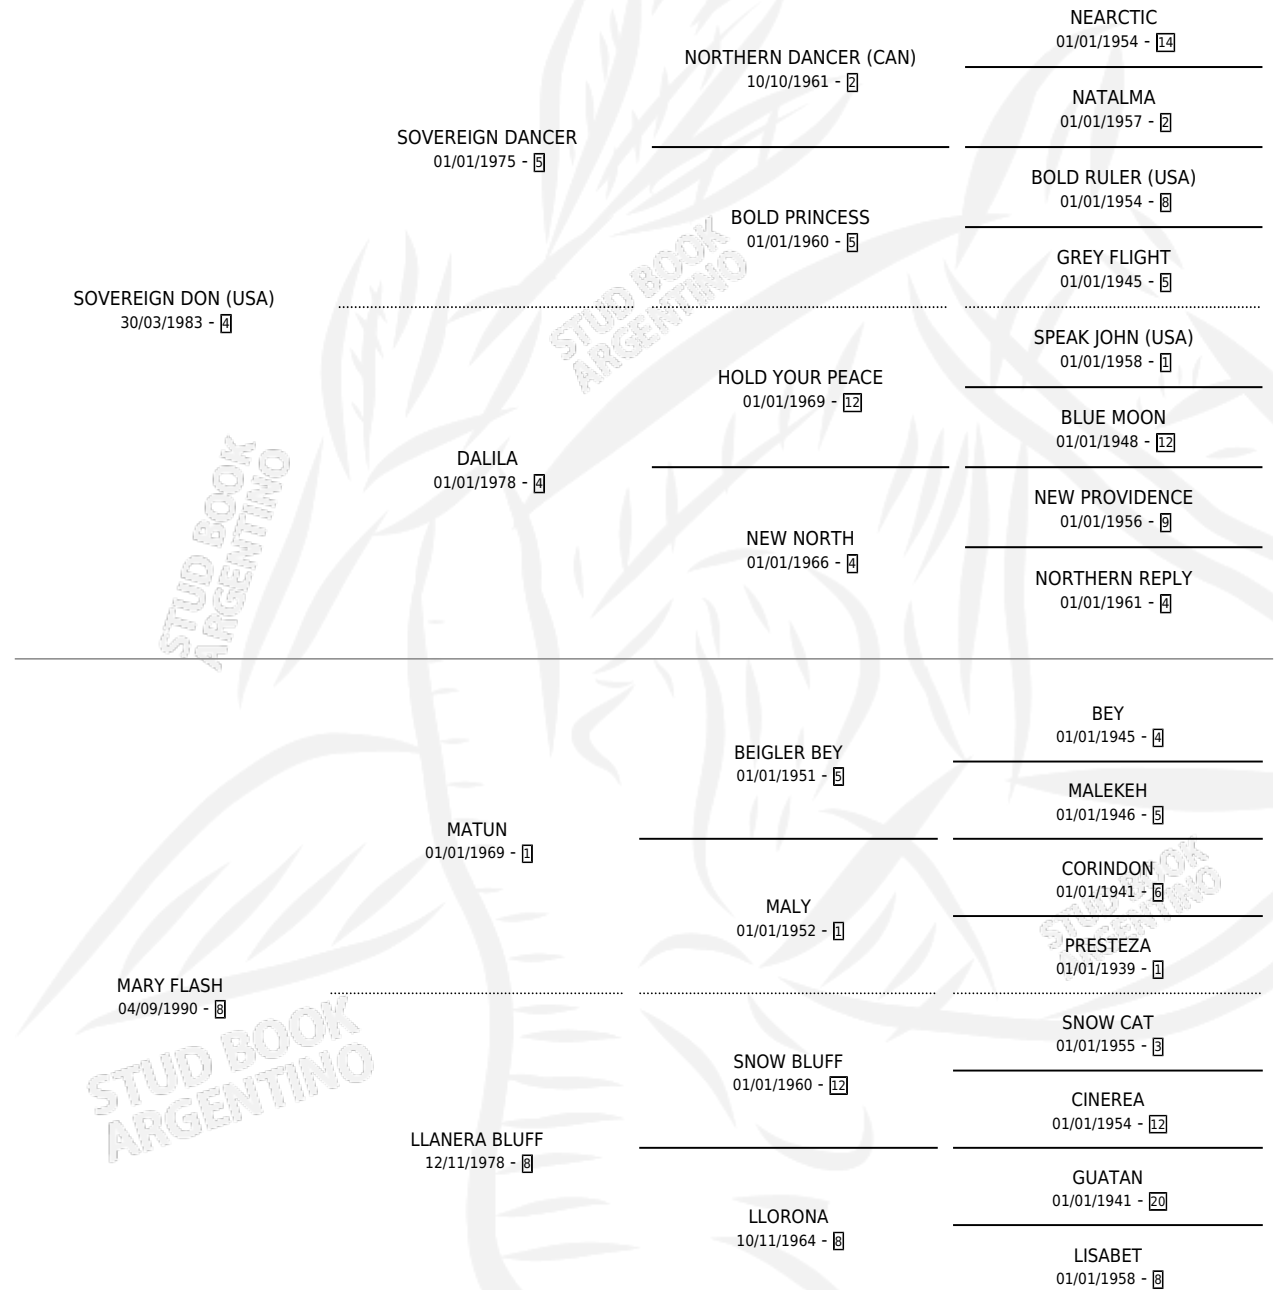 NEARCTIC
01/01/1954 - 14
NORTHERN DANCER (CAN)
10/10/1961 - 2
NATALMA
01/01/1957 - 2
SOVEREIGN DANCER
01/01/1975 - 5
BOLD RULER (USA)
01/01/1954 - 8
BOLD PRINCESS
01/01/1960 - 5
GREY FLIGHT
01/01/1945 - 5
STUD BOOK
ARGENTINO
SOVEREIGN DON (USA)
30/03/1983 - 4
SPEAK JOHN (USA)
01/01/1958 - 1
HOLD YOUR PEACE
01/01/1969 - 12
BLUE MOON
01/01/1948 - 12
DALILA
01/01/1978 - 4
NEW PROVIDENCE
01/01/1956 - 9
NEW NORTH
01/01/1966 - 4
NORTHERN REPLY
01/01/1961 - 4
STUD BOOK
ARGENTINO
BEY
01/01/1945 - 4
BEIGLER BEY
01/01/1951 - 5
MALEKEH
01/01/1946 - 5
MATUN
01/01/1969 - 1
CORINDON
01/01/1941 - 6
MALY
01/01/1952 - 1
PRESTEZA
01/01/1939 - 1
STUD BOOK
ARGENTINO
MARY FLASH
04/09/1990 - 8
SNOW CAT
01/01/1955 - 3
SNOW BLUFF
01/01/1960 - 12
CINEREA
01/01/1954 - 12
STUD BOOK
ARGENTINO
LLANERA BLUFF
12/11/1978 - 8
GUATAN
01/01/1941 - 20
LLORONA
10/11/1964 - 8
LISABET
01/01/1958 - 8